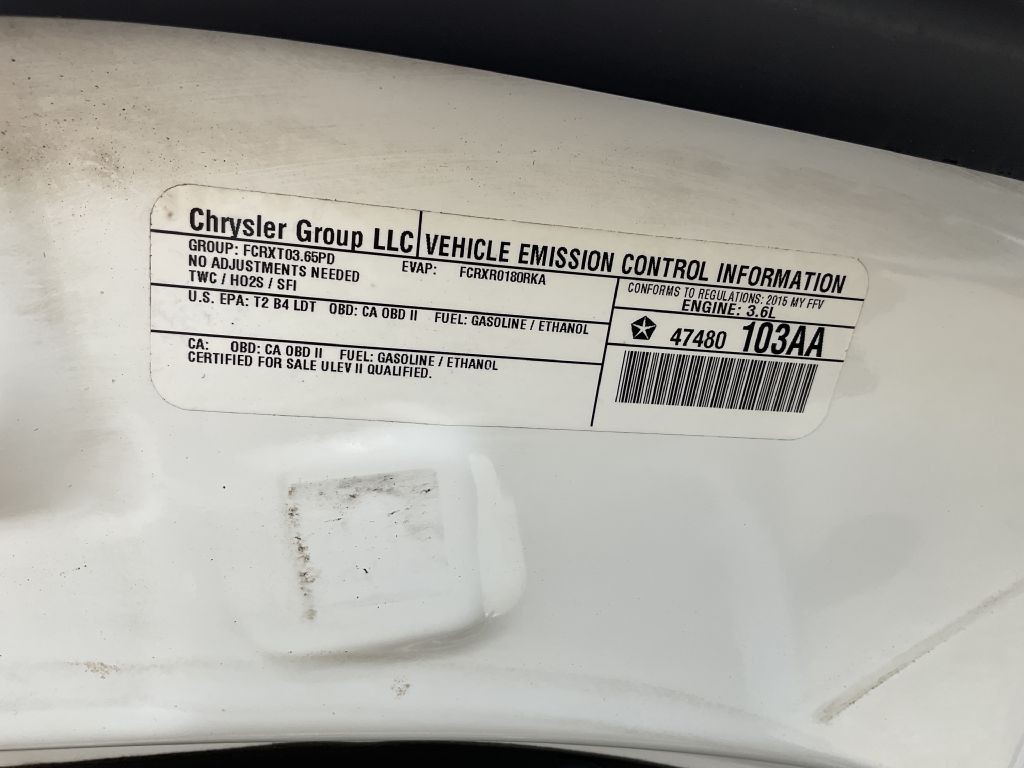 Chrysler Group LLC VEHICLE EMISSION CONTROL INFORMATION
GROUP: FCRXT03.65PD EVAP: FCRXR0180RKA
NO ADJUSTMENTS NEEDED
TWC / HO2S / SFI
CONFORMS TO REGULATIONS: 2015 MY FFV
ENGINE: 3.6L
U.S. EPA: T2 B4 LDT OBD: CA OBD II FUEL: GASOLINE / ETHANOL
47480 103AA
CA: OBD: CA OBD II FUEL: GASOLINE / ETHANOL
CERTIFIED FOR SALE ULEV II QUALIFIED.